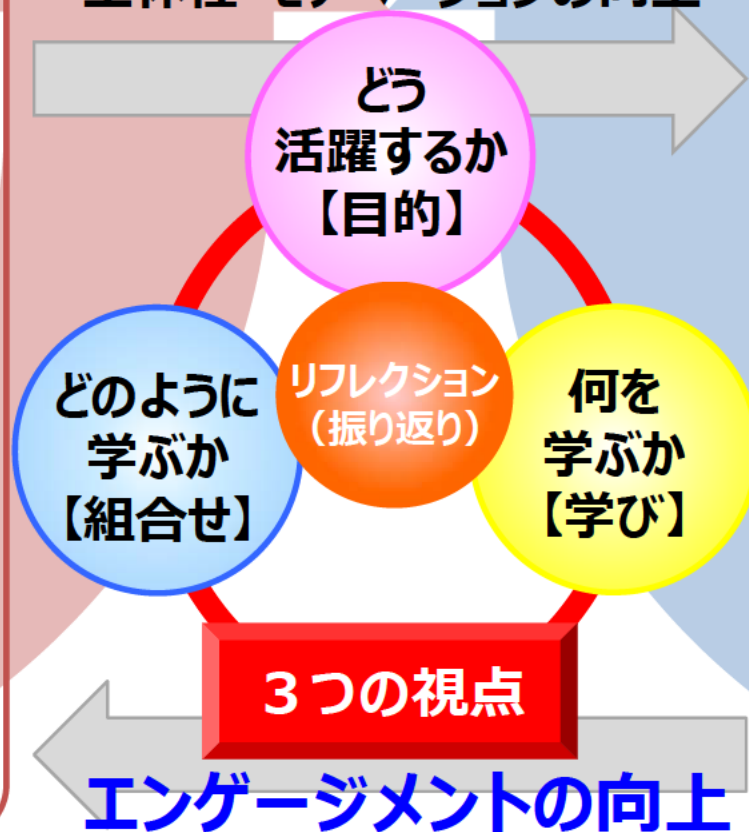 どう
活躍するか
【目的】
リフレクション
（振り返り）
どのように
学ぶか
【組合せ】
何を
学ぶか
【学び】
３つの視点
エンゲージメントの向上